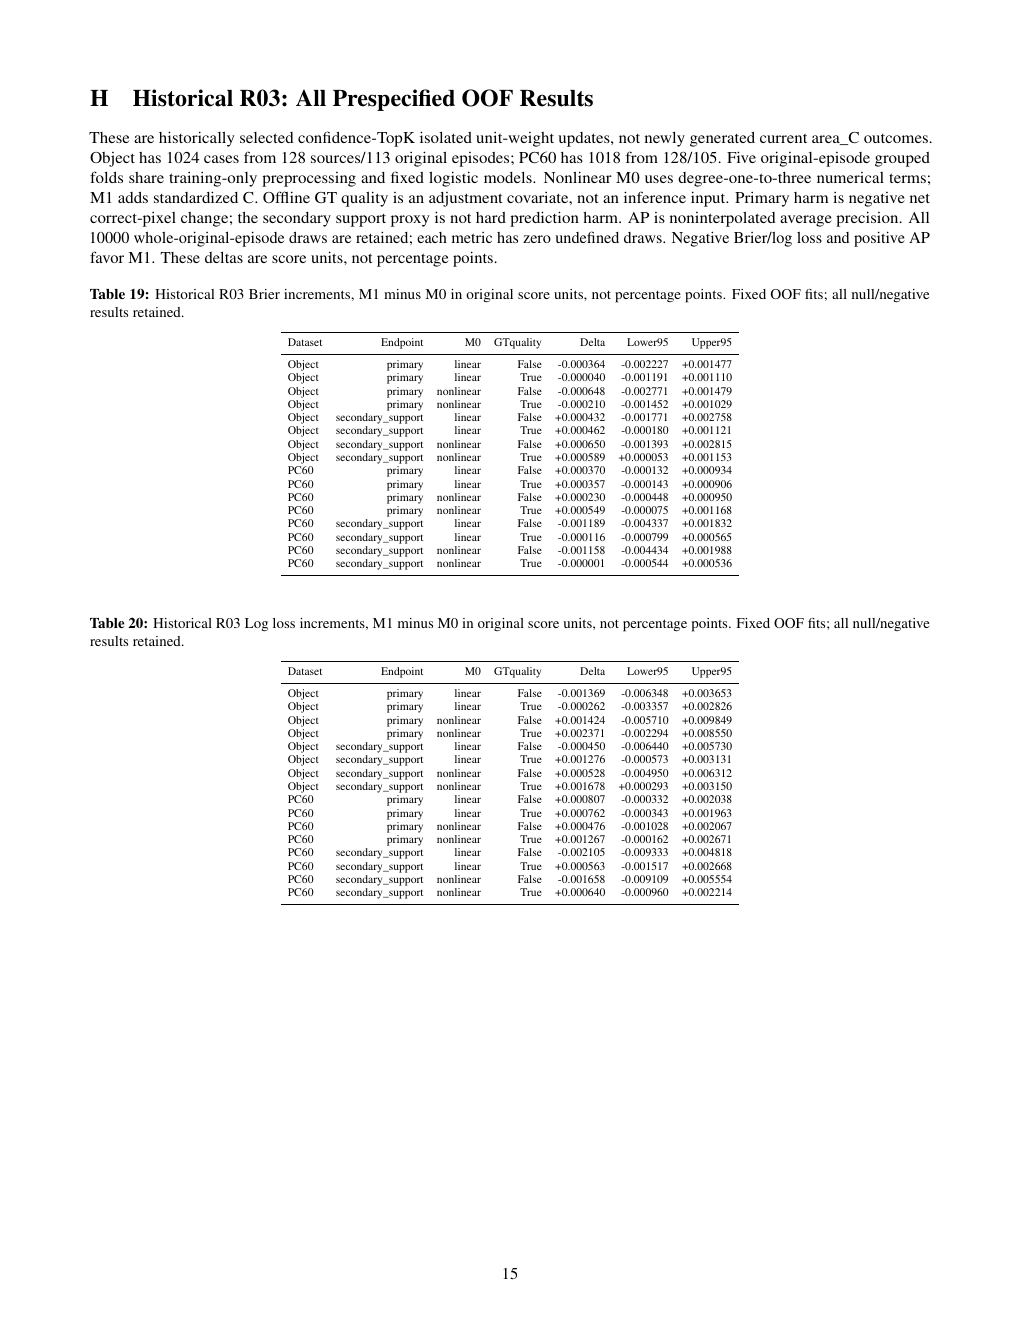 H Historical R03: All Prespecified OOF Results
These are historically selected confidence-TopK isolated unit-weight updates, not newly generated current area_C outcomes.
Object has 1024 cases from 128 sources/113 original episodes; PC60 has 1018 from 128/105. Five original-episode grouped
folds share training-only preprocessing and fixed logistic models. Nonlinear M0 uses degree-one-to-three numerical terms;
M1 adds standardized C. Offline GT quality is an adjustment covariate, not an inference input. Primary harm is negative net
correct-pixel change; the secondary support proxy is not hard prediction harm. AP is noninterpolated average precision. All
10000 whole-original-episode draws are retained; each metric has zero undefined draws. Negative Brier/log loss and positive AP
favor M1. These deltas are score units, not percentage points.
Table 19: Historical R03 Brier increments, M1 minus M0 in original score units, not percentage points. Fixed OOF fits; all null/negative
results retained.
Dataset Endpoint M0 GTquality Delta Lower95 Upper95
Object primary linear False -0.000364 -0.002227 +0.001477
Object primary linear True -0.000040 -0.001191 +0.001110
Object primary nonlinear False -0.000648 -0.002771 +0.001479
Object primary nonlinear True -0.000210 -0.001452 +0.001029
Object secondary_support linear False +0.000432 -0.001771 +0.002758
Object secondary_support linear True +0.000462 -0.000180 +0.001121
Object secondary_support nonlinear False +0.000650 -0.001393 +0.002815
Object secondary_support nonlinear True +0.000589 +0.000053 +0.001153
PC60 primary linear False +0.000370 -0.000132 +0.000934
PC60 primary linear True +0.000357 -0.000143 +0.000906
PC60 primary nonlinear False +0.000230 -0.000448 +0.000950
PC60 primary nonlinear True +0.000549 -0.000075 +0.001168
PC60 secondary_support linear False -0.001189 -0.004337 +0.001832
PC60 secondary_support linear True -0.000116 -0.000799 +0.000565
PC60 secondary_support nonlinear False -0.001158 -0.004434 +0.001988
PC60 secondary_support nonlinear True -0.000001 -0.000544 +0.000536
Table 20: Historical R03 Log loss increments, M1 minus M0 in original score units, not percentage points. Fixed OOF fits; all null/negative
results retained.
Dataset Endpoint M0 GTquality Delta Lower95 Upper95
Object primary linear False -0.001369 -0.006348 +0.003653
Object primary linear True -0.000262 -0.003357 +0.002826
Object primary nonlinear False +0.001424 -0.005710 +0.009849
Object primary nonlinear True +0.002371 -0.002294 +0.008550
Object secondary_support linear False -0.000450 -0.006440 +0.005730
Object secondary_support linear True +0.001276 -0.000573 +0.003131
Object secondary_support nonlinear False +0.000528 -0.004950 +0.006312
Object secondary_support nonlinear True +0.001678 +0.000293 +0.003150
PC60 primary linear False +0.000807 -0.000332 +0.002038
PC60 primary linear True +0.000762 -0.000343 +0.001963
PC60 primary nonlinear False +0.000476 -0.001028 +0.002067
PC60 primary nonlinear True +0.001267 -0.000162 +0.002671
PC60 secondary_support linear False -0.002105 -0.009333 +0.004818
PC60 secondary_support linear True +0.000563 -0.001517 +0.002668
PC60 secondary_support nonlinear False -0.001658 -0.009109 +0.005554
PC60 secondary_support nonlinear True +0.000640 -0.000960 +0.002214
15